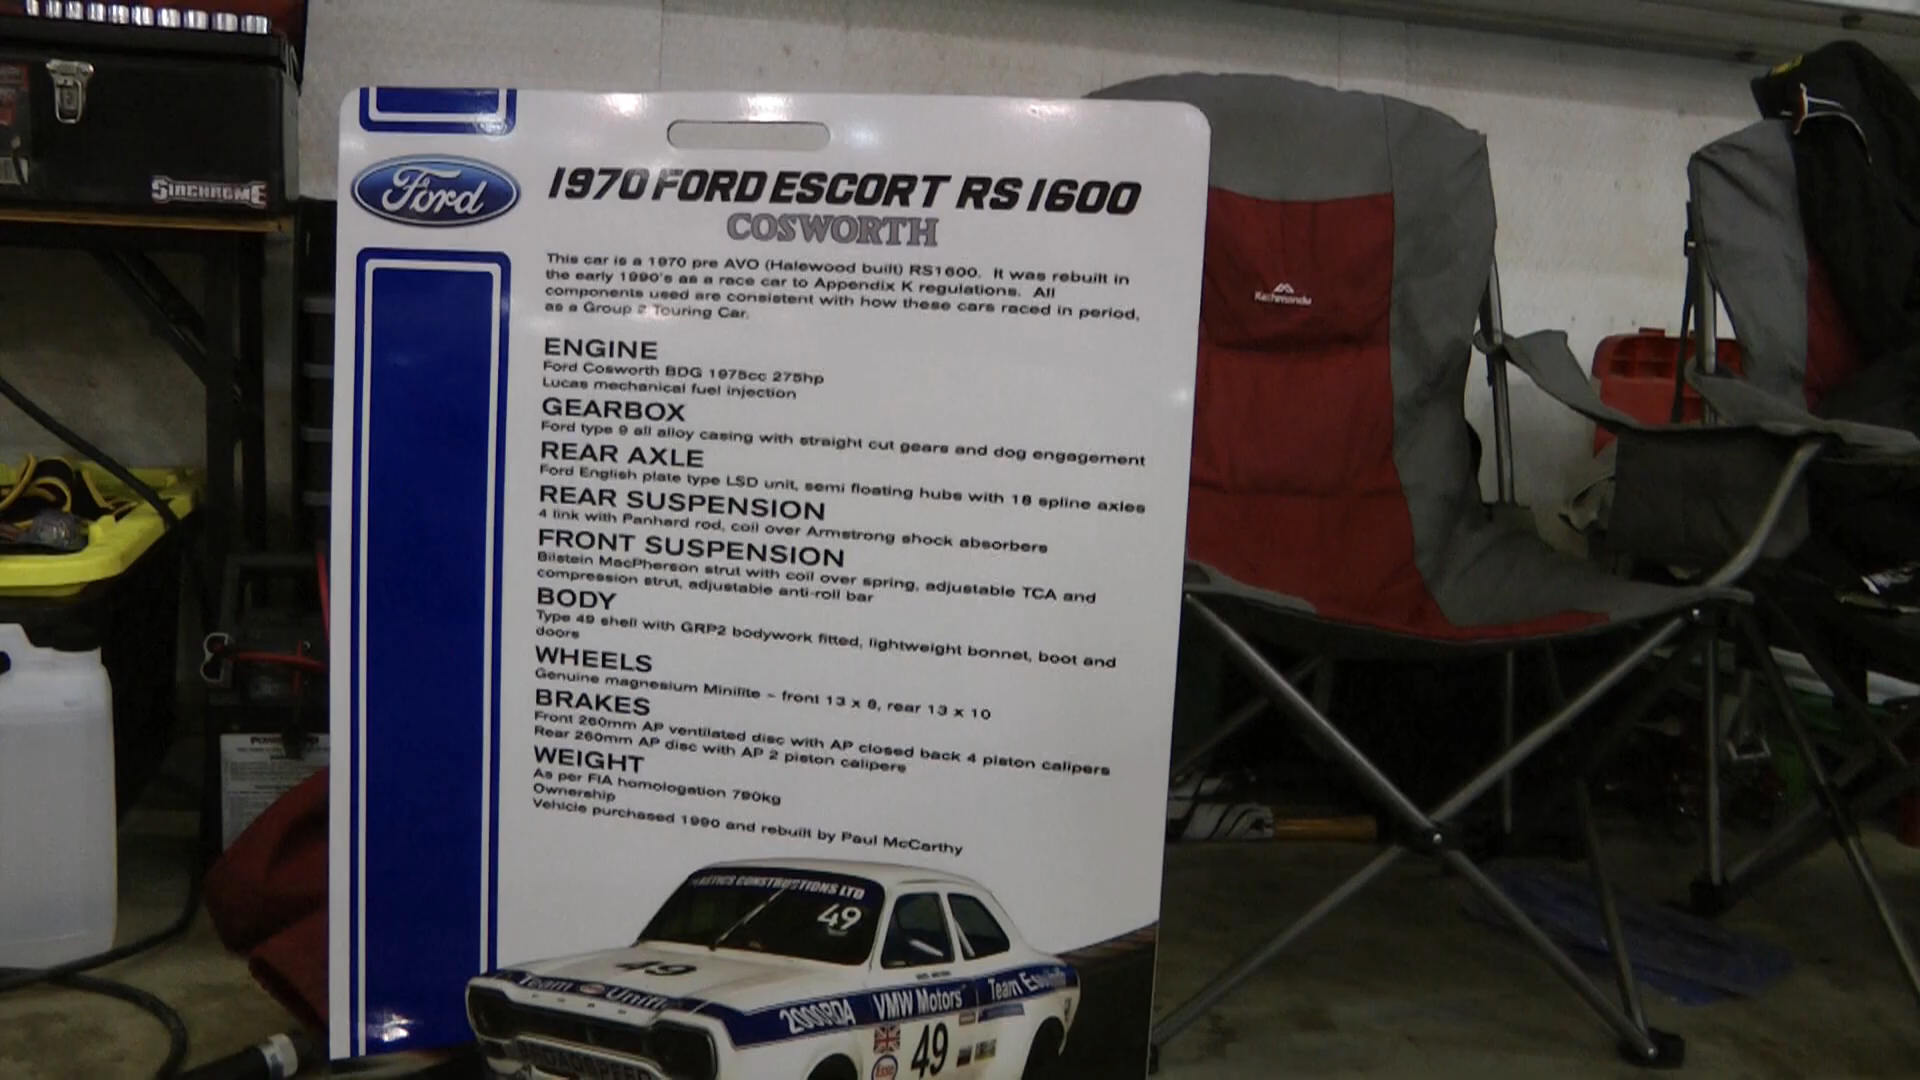 SIDCHROME
Ford
1970 FORD ESCORT RS 1600
COSWORTH
This car is a 1970 pre AVO (Halewood built) RS1600. It was rebuilt in
the early 1990's as a race car to Appendix K regulations. All
components used are consistent with how these cars raced in period,
as a Group 2 Touring Car.
ENGINE
Ford Cosworth BDG 1975cc 275hp
Lucas mechanical fuel injection
GEARBOX
Ford type 9 all alloy casing with straight cut gears and dog engagement
REAR AXLE
Ford English plate type LSD unit, semi floating hubs with 18 spline axles
REAR SUSPENSION
4 link with Panhard rod, coil over Armstrong shock absorbers
FRONT SUSPENSION
Bilstein MacPherson strut with coil over spring, adjustable TCA and
compression strut, adjustable anti-roll bar
BODY
Type 49 shell with GRP2 bodywork fitted, lightweight bonnet, boot and
doors
WHEELS
Genuine magnesium Minilite - front 13 x 8, rear 13 x 10
BRAKES
Front 260mm AP ventilated disc with AP closed back 4 piston calipers
Rear 260mm AP disc with AP 2 piston calipers
WEIGHT
As per FIA homologation 790kg
Ownership
Vehicle purchased 1990 and rebuilt by Paul McCarthy
CONSTRUCTIONS LTD
49
49
Team Unifl
FORD
VMW Motors
Team
49
Esso
Kathmandu